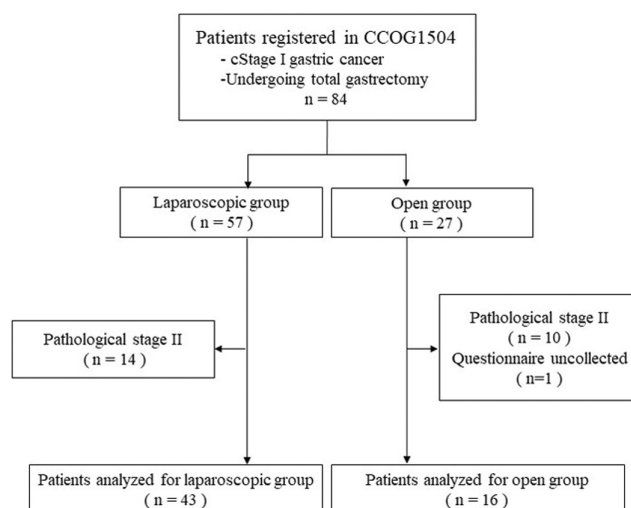 Patients registered in CCOG1504
- cStage I gastric cancer
-Undergoing total gastrectomy
n = 84
Laparoscopic group
( n = 57 )
Open group
( n = 27 )
Pathological stage II
( n = 14 )
Pathological stage II
( n = 10 )
Questionnaire uncollected
(n=1 )
Patients analyzed for laparoscopic group
( n = 43 )
Patients analyzed for open group
( n = 16 )